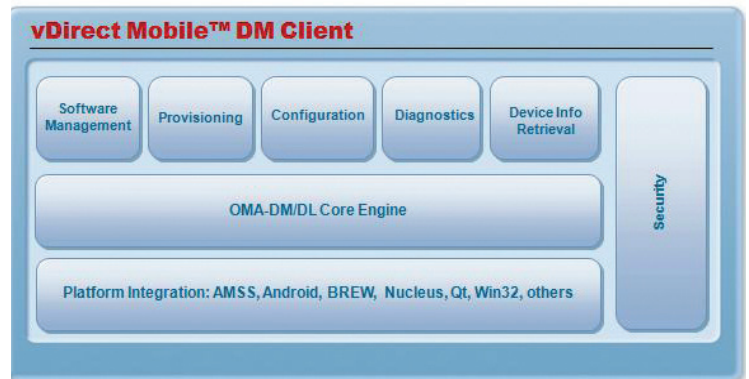 vDirect Mobile™ DM Client
Software
Management
Provisioning
Configuration
Diagnostics
Device Info
Retrieval
Security
OMA-DM/DL Core Engine
Platform Integration: AMSS, Android, BREW, Nucleus, Qt, Win32, others